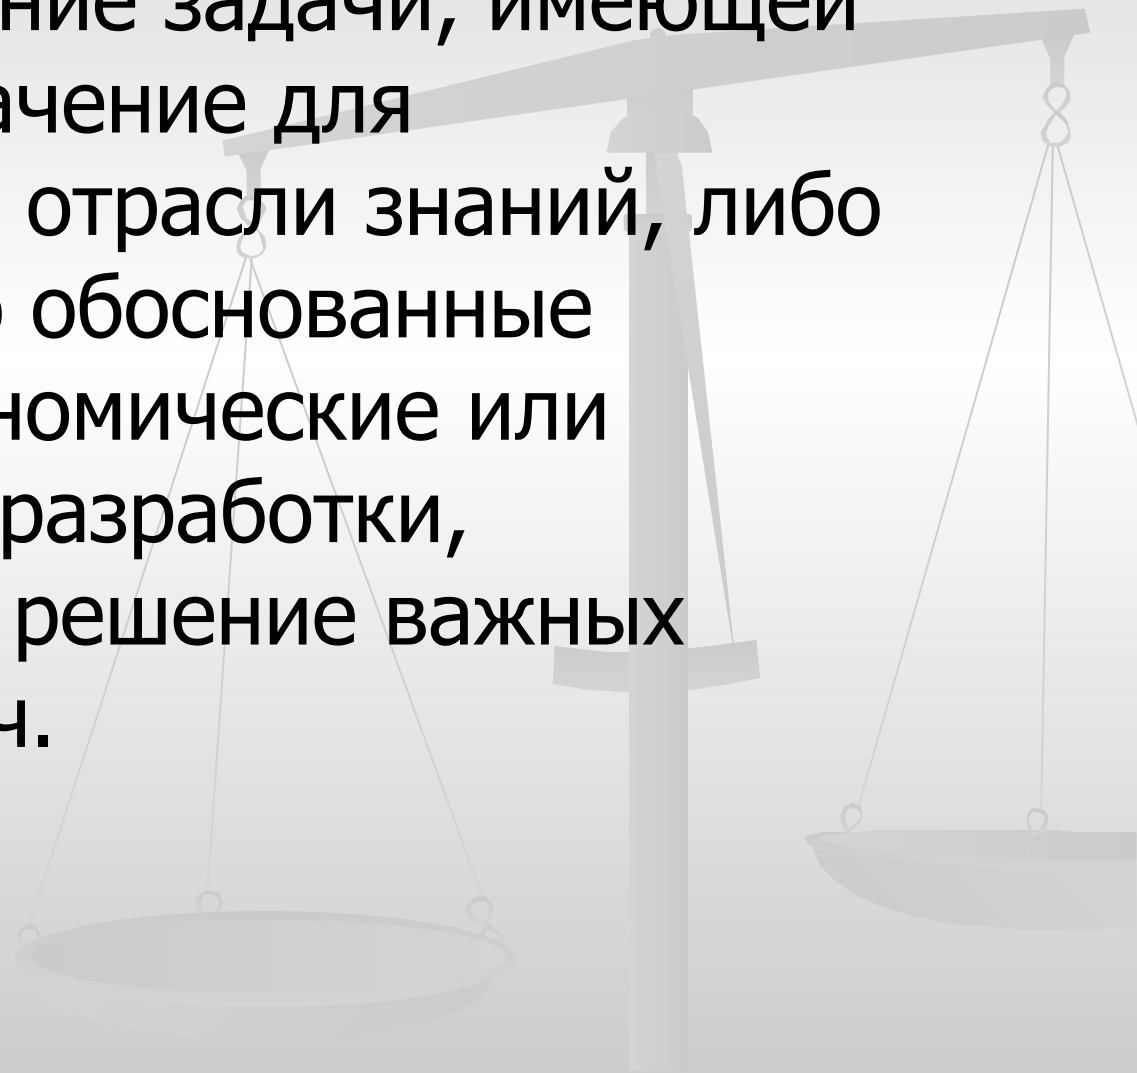 ние задачи, имеющей
ачение для
отрасли знаний, либо
о обоснованные
номические или
разработки,
решение важных
ч.